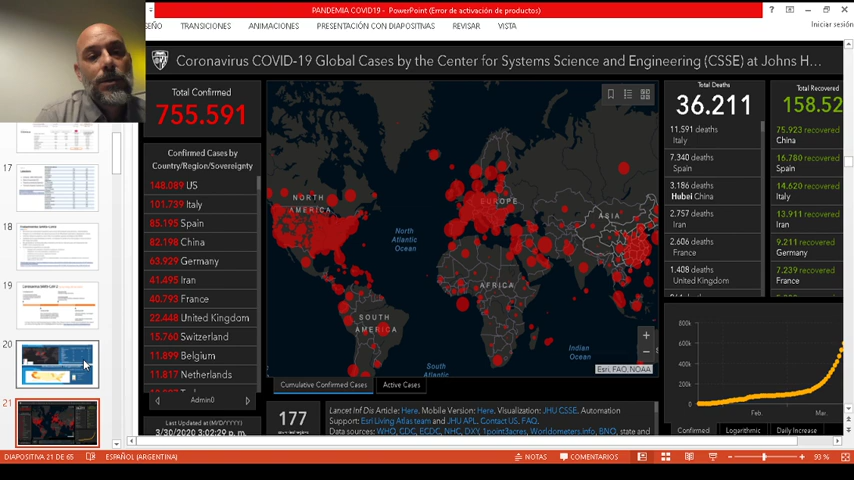 PANDEMIA COVID19 - PowerPoint (Error de activación de productos)
SEÑO TRANSICIONES ANIMACIONES PRESENTACIÓN CON DIAPOSITIVAS REVISAR VISTA
Iniciar sesión
Coronavirus COVID-19 Global Cases by the Center for Systems Science and Engineering (CSSE) at Johns H...
Total Confirmed
755.591
Confirmed Cases by
Country/Region/Sovereignty
148.089 US
101.739 Italy
85.195 Spain
82.198 China
63.929 Germany
41.495 Iran
40.793 France
22.448 United Kingdom
15.760 Switzerland
11.899 Belgium
11.817 Netherlands
Admin0
Last Updated at (M/D/YYYY)
3/30/2020 3:02:29 p. m.
NORTH
AMERICA
North
Atlantic
Ocean
EUROPE
ASIA
AFRICA
SOUTH
AMERICA
Indian
Ocean
South
Esri, FAO, NOAA
Cumulative Confirmed Cases
Active Cases
177
Lancet Inf Dis Article: Here. Mobile Version: Here. Visualization: JHU CSSE. Automation
Support: Esri Living Atlas team and JHU APL. Contact US. FAQ.
Data sources: WHO, CDC, ECDC, NHC, DXY, 1point3acres, Worldometers.info, BNO, state and
Total Deaths
36.211
11.591 deaths
Italy
7.340 deaths
Spain
3.186 deaths
Hubei China
2.757 deaths
Iran
2.606 deaths
France
1.408 deaths
United Kingdom
Total Recovered
158.52
75.923 recovered
China
16.780 recovered
Spain
14.620 recovered
Italy
13.911 recovered
Iran
9.211 recovered
Germany
7.239 recovered
France
800k
600k
400k
200k
0
Feb.
Mar.
Confirmed
Logarithmic
Daily Increase
17
18
19
20
21
DIAPOSITIVA 21 DE 65
ESPAÑOL (ARGENTINA)
NOTAS
COMENTARIOS
93 %